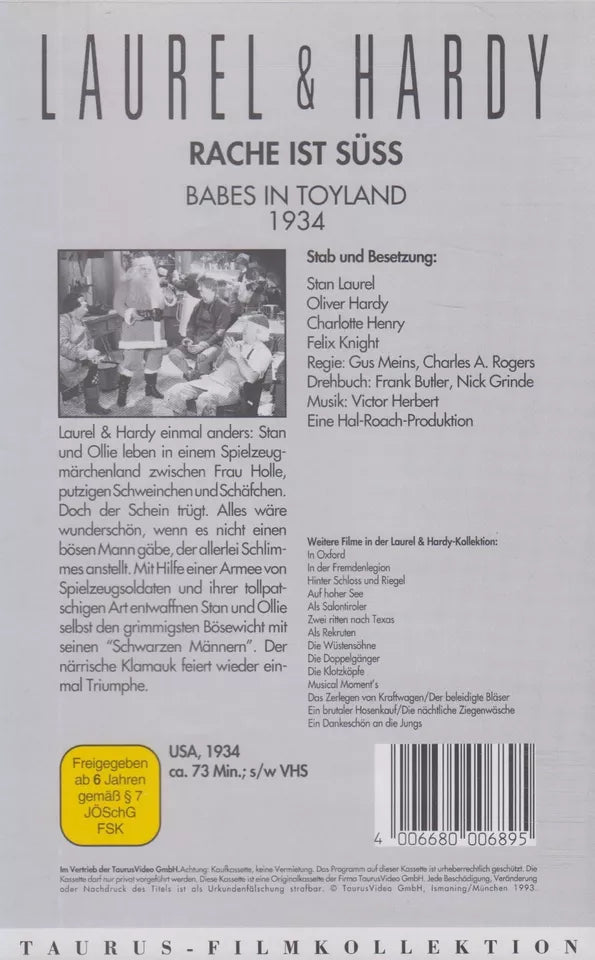 LAUREL & HARDY
RACHE IST SÜSS
BABES IN TOYLAND
1934
Laurel & Hardy einmal anders: Stan
und Ollie leben in einem Spielzeug-
märchenland zwischen Frau Holle,
putzigen Schweinchen und Schäfchen.
Doch der Schein trügt. Alles wäre
wunderschön, wenn es nicht einen
bösen Mann gäbe, der allerlei Schlim-
mes anstellt. Mit Hilfe einer Armee von
Spielzeugsoldaten und ihrer tollpat-
schigen Art entwaffnen Stan und Ollie
selbst den grimmigsten Bösewicht mit
seinen "Schwarzen Männern". Der
närrische Klamauk feiert wieder ein-
mal Triumphe.
Stab und Besetzung:
Stan Laurel
Oliver Hardy
Charlotte Henry
Felix Knight
Regie: Gus Meins, Charles A. Rogers
Drehbuch: Frank Butler, Nick Grinde
Musik: Victor Herbert
Eine Hal-Roach-Produktion
Weitere Filme in der Laurel & Hardy-Kollektion:
In Oxford
In der Fremdenlegion
Hinter Schloss und Riegel
Auf hoher See
Als Salontiroler
Zwei ritten nach Texas
Als Rekruten
Die Wüstensöhne
Die Doppelgänger
Die Klotzköpfe
Musical Moment's
Das Zerlegen von Kraftwagen/Der beleidigte Bläser
Ein brutaler Hosenkauf/Die nächtliche Ziegenwäsche
Ein Dankeschön an die Jungs
Freigegeben
ab 6 Jahren
gemäß § 7
JÖSchG
FSK
USA, 1934
ca. 73 Min.; s/w VHS
4 006680 006895
Im Vertrieb der TaurusVideo GmbH. Achtung: Kaufkassette, keine Vermietung. Das Programm auf dieser Kassette ist urheberrechtlich geschützt. Die
Kassette darf nur privat vorgeführt werden. Diese Kassette ist eine Originalkassette der Firma TaurusVideo GmbH. Jede Beschädigung, Veränderung
oder Nachdruck des Titels ist als Urkundenfälschung strafbar. © TaurusVideo GmbH, Ismaning/München 1993.
TAURUS-FILMKOLLEKTION